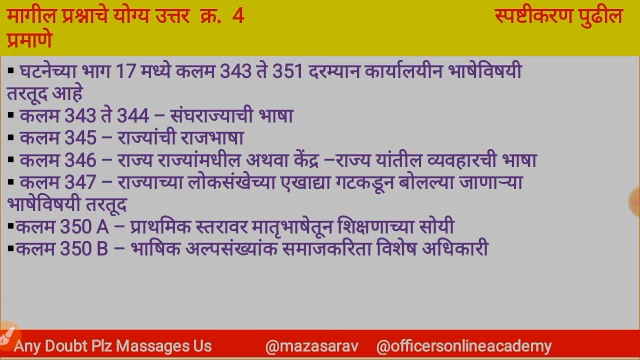 मागील प्रश्नाचे योग्य उत्तर क्र. 4 स्पष्टीकरण पुढील
प्रमाणे
▪ घटनेच्या भाग 17 मध्ये कलम 343 ते 351 दरम्यान कार्यालयीन भाषेविषयी
तरतूद आहे
▪ कलम 343 ते 344 – संघराज्याची भाषा
▪ कलम 345 – राज्यांची राजभाषा
▪ कलम 346 – राज्य राज्यांमधील अथवा केंद्र –राज्य यांतील व्यवहारची भाषा
▪ कलम 347 – राज्याच्या लोकसंखेच्या एखाद्या गटकडून बोलल्या जाणाऱ्या
भाषेविषयी तरतूद
▪कलम 350 A – प्राथमिक स्तरावर मातृभाषेतून शिक्षणाच्या सोयी
▪कलम 350 B – भाषिक अल्पसंख्यांक समाजकरिता विशेष अधिकारी
Any Doubt Plz Massages Us @mazasarav @officersonlineacademy